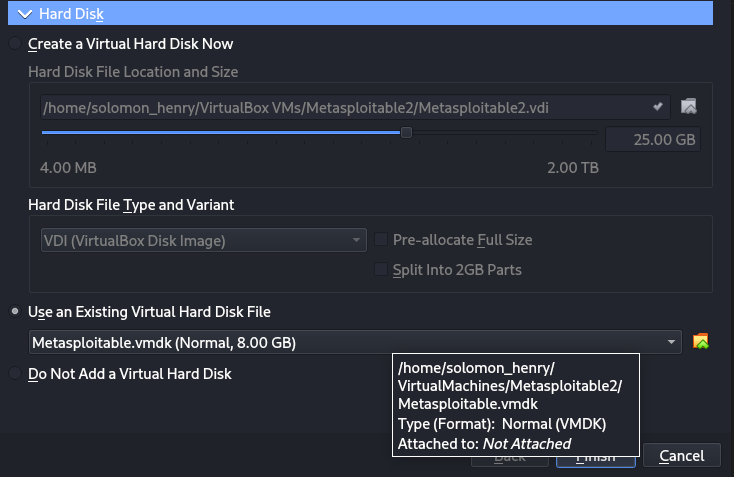 Hard Disk
Create a Virtual Hard Disk Now
Hard Disk File Location and Size
/home/solomon_henry/VirtualBox VMs/Metasploitable2/Metasploitable2.vdi
25.00 GB
4.00 MB
2.00 TB
Hard Disk File Type and Variant
VDI (VirtualBox Disk Image)
Pre-allocate Full Size
Split Into 2GB Parts
Use an Existing Virtual Hard Disk File
Metasploitable.vmdk (Normal, 8.00 GB)
Do Not Add a Virtual Hard Disk
/home/solomon_henry/
VirtualMachines/Metasploitable2/
Metasploitable.vmdk
Type (Format): Normal (VMDK)
Attached to: Not Attached
Back
Finish
Cancel